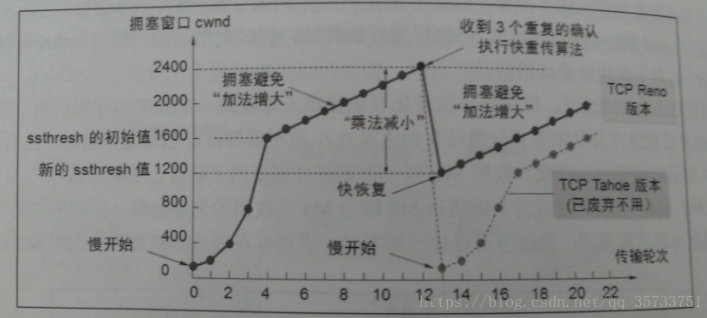 拥塞窗口 cwnd
收到 3 个重复的确认
执行快重传算法
2400
2000
ssthresh 的初始值 1600
新的 ssthresh 值 1200
800
400
0
拥塞避免
“加法增大”
“乘法减小”
拥塞避免
“加法增大”
TCP Reno
版本
快恢复
TCP Tahoe 版本
(已废弃不用)
慢开始
慢开始
传输轮次
0 2 4 6 8 10 12 14 16 18 20 22
https://blog.csdn.net/qq_35733751